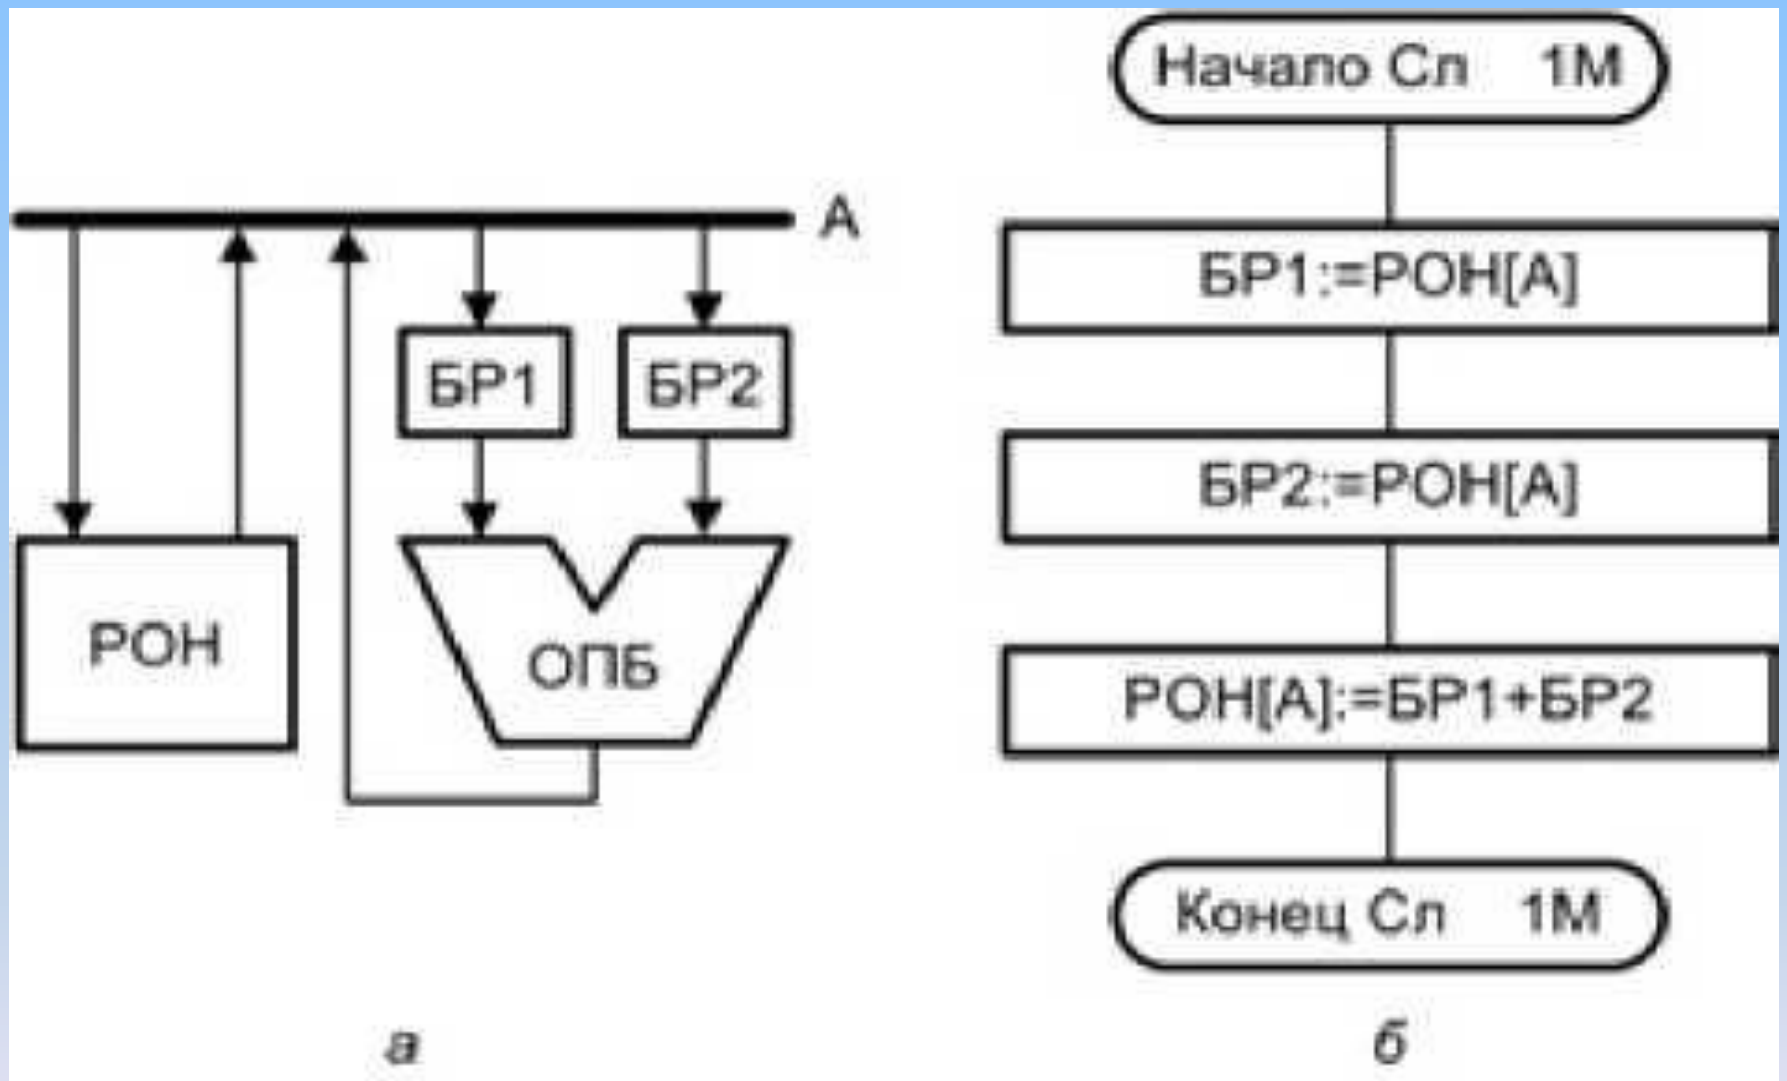 А
БР1
БР2
РОН
ОПБ
а
Начало Сл 1М
БР1:=РОН[А]
БР2:=РОН[А]
РОН[А]:=БР1+БР2
Конец Сл 1М
б